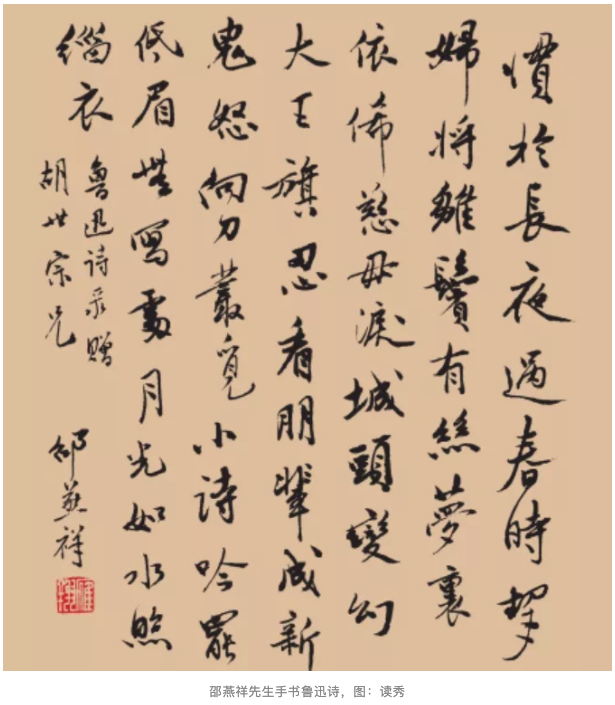 慣於長夜過春時挈
婦將雛鬢有絲夢裏
依俙慈母淚城頭變幻
大王旗忍看朋輩成新
鬼怒向刀叢覓小詩吟罷
低眉無寫處月光如水照
緇衣
魯迅詩录贈
胡世宗兄
邵燕祥
邵燕祥先生手书鲁迅诗，图：读秀